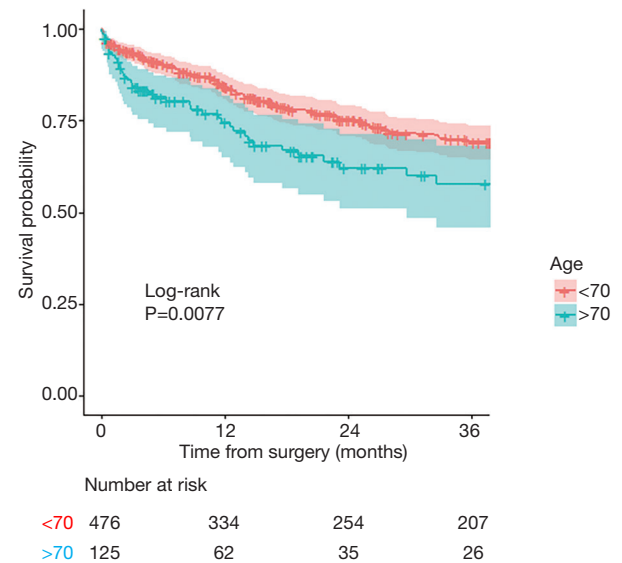 1.00
0.75
0.50
0.25
0.00
Survival probability
Log-rank
P=0.0077
Age
<70
>70
0 12 24 36
Time from surgery (months)
Number at risk
<70 476 334 254 207
>70 125 62 35 26